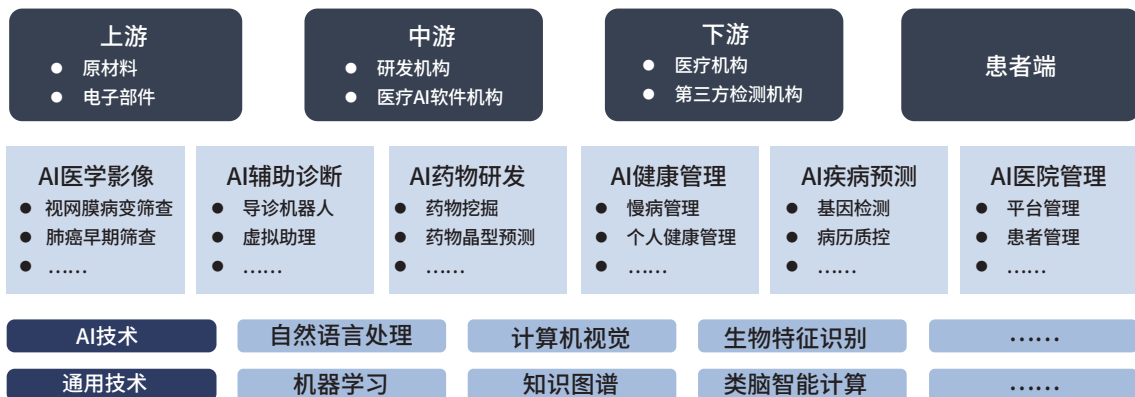 上游
● 原材料
● 电子部件
中游
● 研发机构
● 医疗AI软件机构
下游
● 医疗机构
● 第三方检测机构
患者端
AI医学影像
● 视网膜病变筛查
● 肺癌早期筛查
● ……
AI辅助诊断
● 导诊机器人
● 虚拟助理
● ……
AI药物研发
● 药物挖掘
● 药物晶型预测
● ……
AI健康管理
● 慢病管理
● 个人健康管理
● ……
AI疾病预测
● 基因检测
● 病历质控
● ……
AI医院管理
● 平台管理
● 患者管理
● ……
AI技术 自然语言处理 计算机视觉 生物特征识别 ……
通用技术 机器学习 知识图谱 类脑智能计算 ……